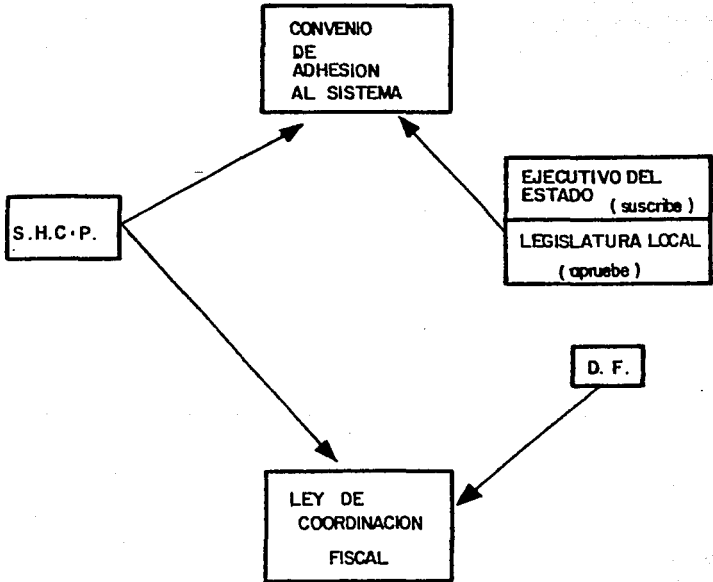 CONVENIO
DE
ADHESION
AL SISTEMA
EJECUTIVO DEL
ESTADO ( suscribe )
S.H.C.P.
LEGISLATURA LOCAL
( apruebe )
D. F.
LEY DE
COORDINACION
FISCAL